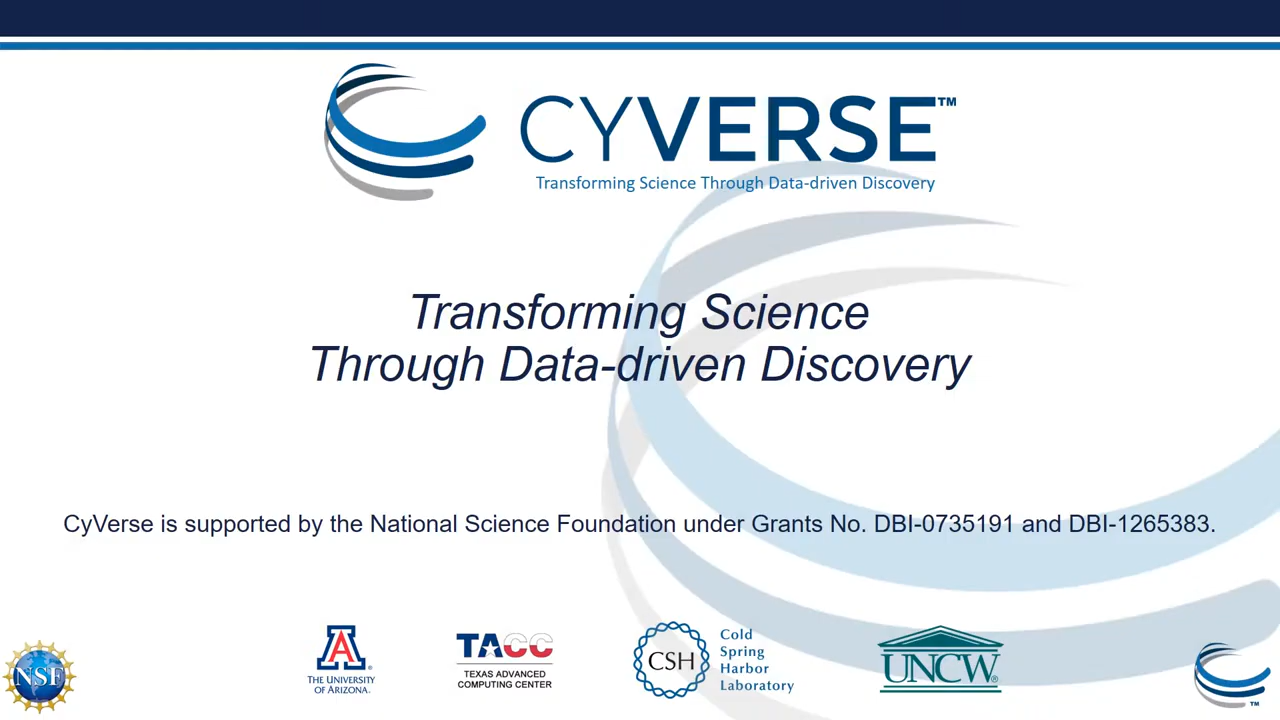 CYVERSE™
Transforming Science Through Data-driven Discovery
Transforming Science
Through Data-driven Discovery
CyVerse is supported by the National Science Foundation under Grants No. DBI-0735191 and DBI-1265383.
NSF
A ®
THE UNIVERSITY
OF ARIZONA.
TACC
TEXAS ADVANCED
COMPUTING CENTER
CSH
Cold
Spring
Harbor
Laboratory
UNCW®
™